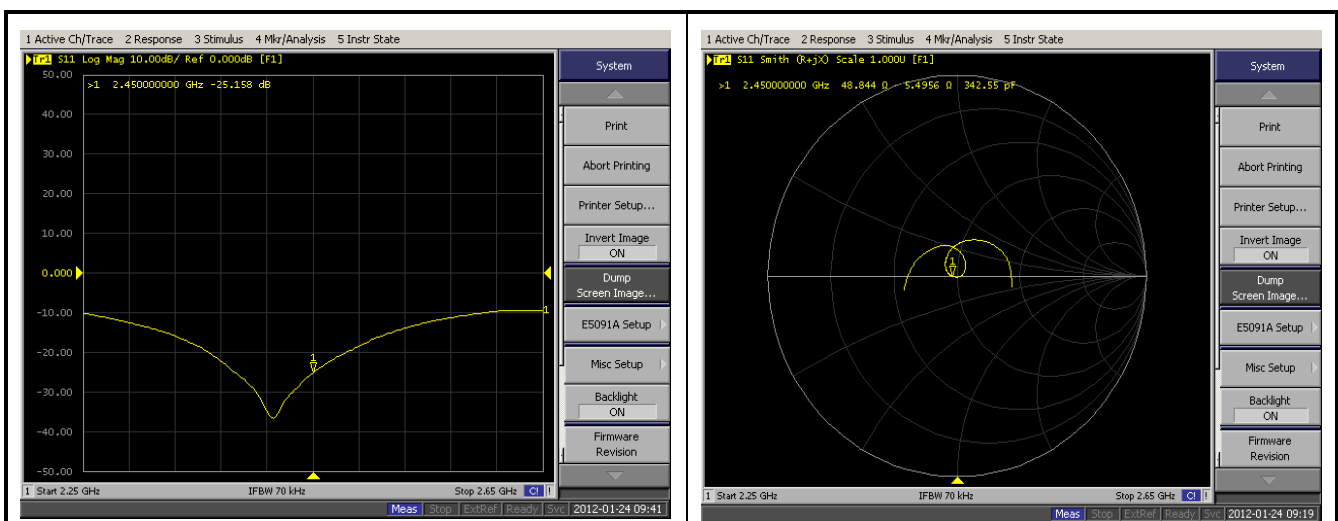 1 Active Ch/Trace 2 Response 3 Stimulus 4 Mkr/Analysis 5 Instr State
Tr1 S11 Log Mag 10.00dB/ Ref 0.000dB [F1]
>1 2.450000000 GHz -25.158 dB
50.00
40.00
30.00
20.00
10.00
0.000
-10.00
-20.00
-30.00
-40.00
-50.00
1
1
System
Print
Abort Printing
Printer Setup...
Invert Image
ON
Dump
Screen Image...
E5091A Setup
Misc Setup
Backlight
ON
Firmware
Revision
1 Start 2.25 GHz IFBW 70 kHz Stop 2.65 GHz C! !
Meas Stop ExtRef Ready Svc 2012-01-24 09:41
1 Active Ch/Trace 2 Response 3 Stimulus 4 Mkr/Analysis 5 Instr State
Tr1 S11 Smith (R+jX) Scale 1.000U [F1]
>1 2.450000000 GHz 48.844 Ω -5.4956 Ω 342.55 pF
1
System
Print
Abort Printing
Printer Setup...
Invert Image
ON
Dump
Screen Image...
E5091A Setup
Misc Setup
Backlight
ON
Firmware
Revision
1 Start 2.25 GHz IFBW 70 kHz Stop 2.65 GHz C! !
Meas Stop ExtRef Ready Svc 2012-01-24 09:19